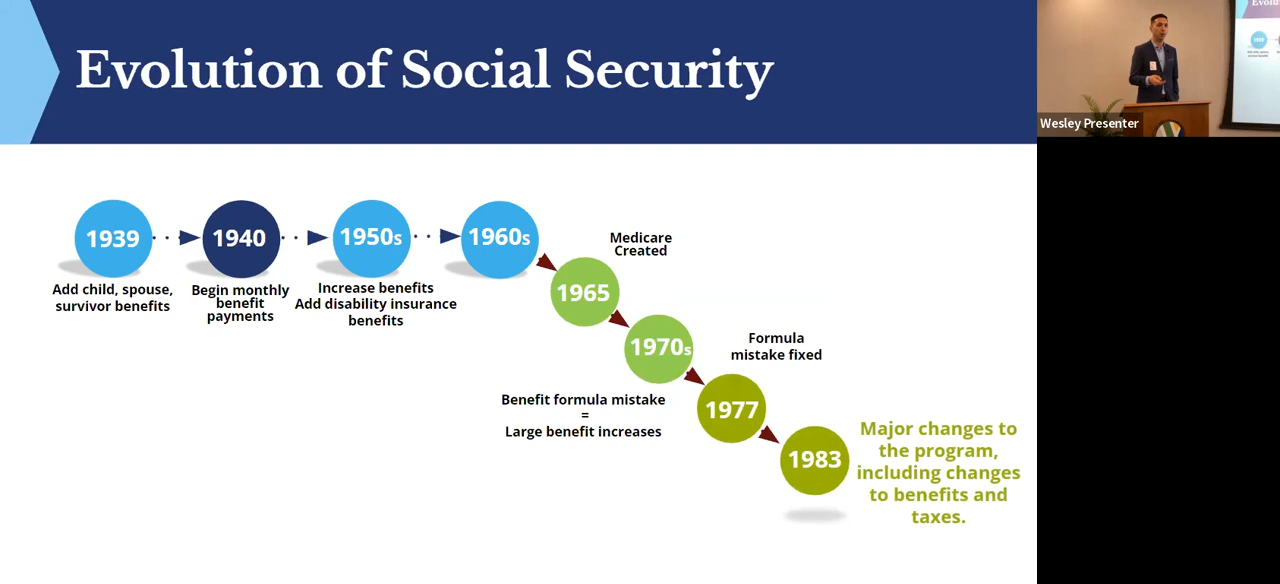 Evolution of Social Security
1939
1940
1950s
1960s
Add child, spouse,
survivor benefits
Begin monthly
benefit
payments
Increase benefits
Add disability insurance
benefits
1965
Medicare
Created
1970s
Benefit formula mistake
=
Large benefit increases
1977
Formula
mistake fixed
1983
Major changes to
the program,
including changes
to benefits and
taxes.
Wesley Presenter